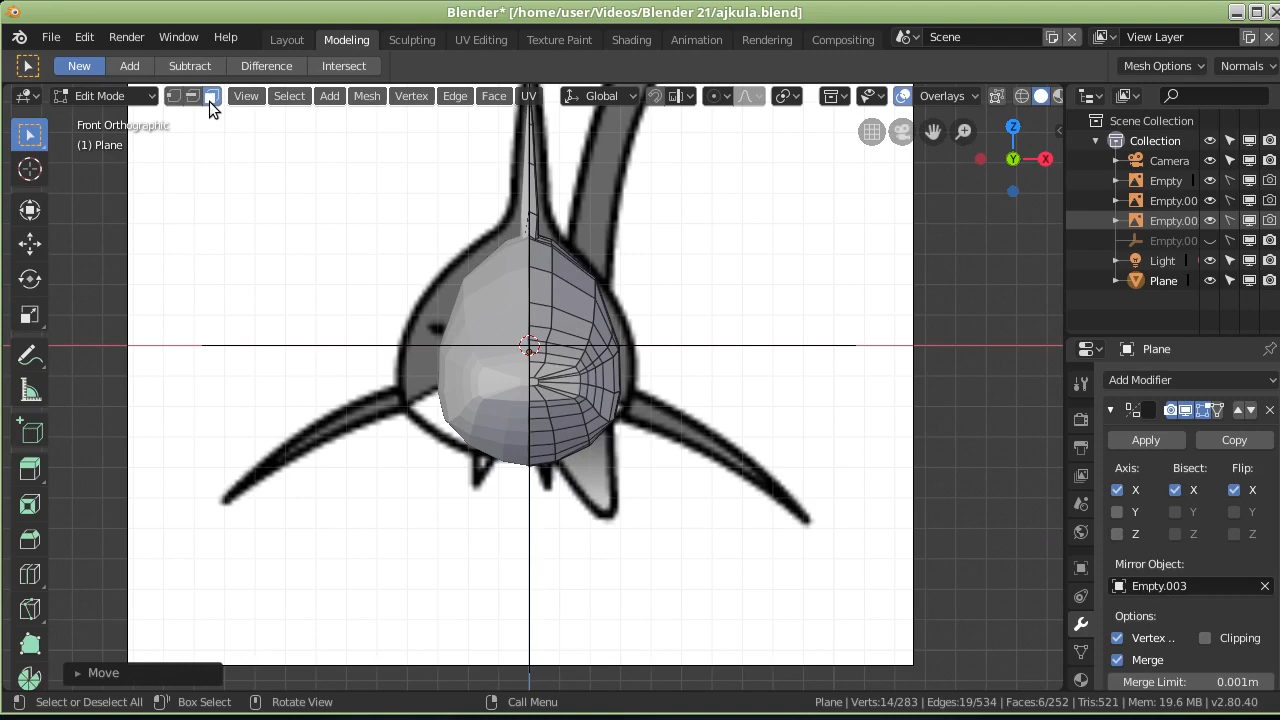 Blender* [/home/user/Videos/Blender 21/ajkula.blend]
File Edit Render Window Help Layout Modeling Sculpting UV Editing Texture Paint Shading Animation Rendering Compositing Scene View Layer
New Add Subtract Difference Intersect Mesh Options Normals
Edit Mode View Select Add Mesh Vertex Edge Face UV Global Overlays
Front Orthographic
(1) Plane
Z
Y
X
Scene Collection
Collection
Camera
Empty
Empty.00
Empty.00
Empty.00
Light
Plane
Plane
Add Modifier
Apply Copy
Axis: Bisect: Flip:
X X X
Y Y Y
Z Z Z
Mirror Object:
Empty.003
Options:
Vertex .. Clipping
Merge
Merge Limit: 0.001m
Move
Select or Deselect All Box Select Rotate View Call Menu Plane | Verts:14/283 | Edges:19/534 | Faces:6/252 | Tris:521 | Mem: 19.6 MB | v2.80.40